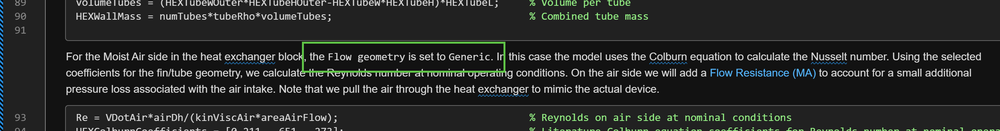 89 volumeTubes = (HEXTubeWOuter*HEXTubeHOuter-HEXTubeW*HEXTubeH)*HEXTubeL; % Volume per tube
90 HEXWallMass = numTubes*tubeRho*volumeTubes; % Combined tube mass
91
For the Moist Air side in the heat exchanger block, the Flow geometry is set to Generic. In this case the model uses the Colburn equation to calculate the Nusselt number. Using the selected
coefficients for the fin/tube geometry, we calculate the Reynolds number at nominal operating conditions. On the air side we will add a Flow Resistance (MA) to account for a small additional
pressure loss associated with the air intake. Note that we pull the air through the heat exchanger to mimic the actual device.
93 Re = VDotAir*airDh/(kinViscAir*areaAirFlow); % Reynolds on air side at nominal conditions
94 HEXColburnCoefficients = [0.211 % Literature Colburn equation coefficients for Reynolds number at nominal